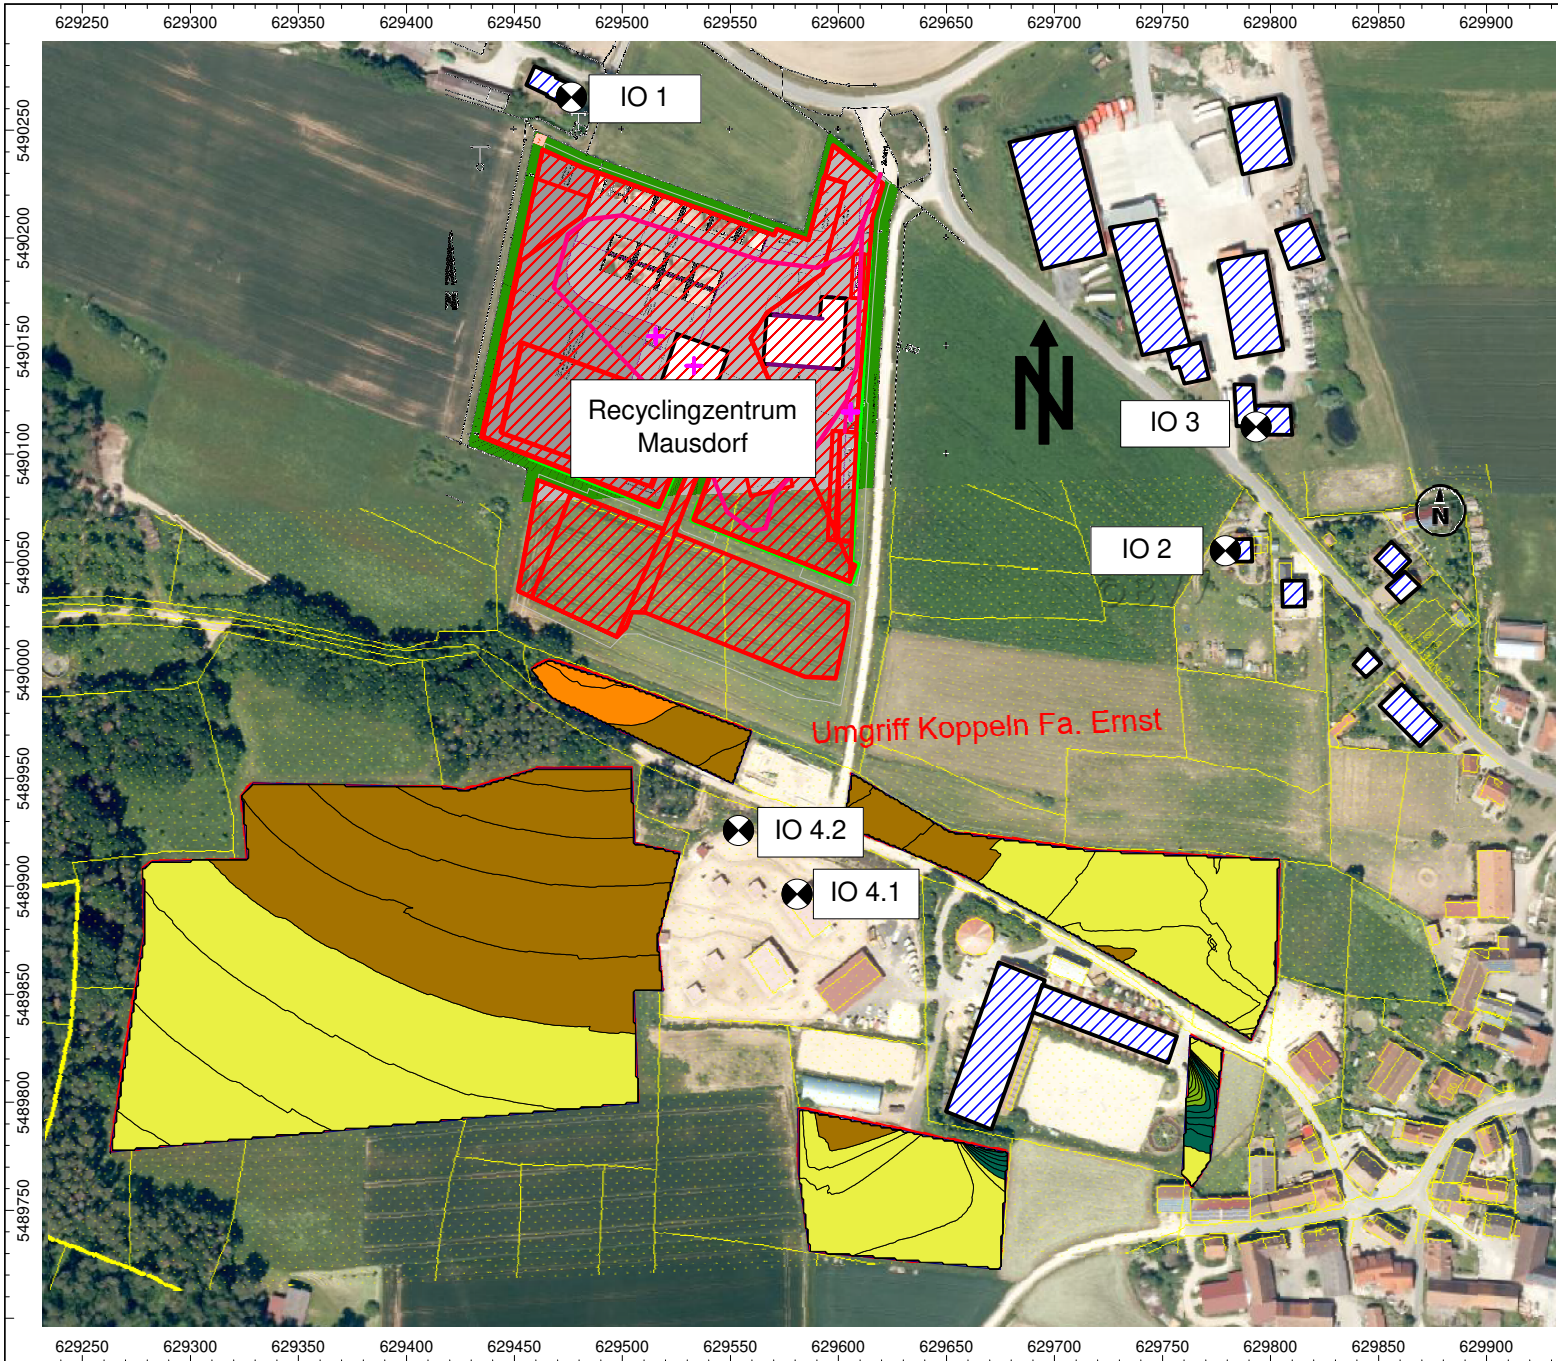 629250 629300 629350 629400 629450 629500 629550 629600 629650 629700 629750 629800 629850 629900
5490250
5490200
5490150
5490100
5490050
5490000
5489950
5489900
5489850
5489800
5489750
IO 1
N
N
Recyclingzentrum
Mausdorf
IO 3
N
IO 2
Umgriff Koppeln Fa. Ernst
IO 4.2
IO 4.1
629250 629300 629350 629400 629450 629500 629550 629600 629650 629700 629750 629800 629850 629900